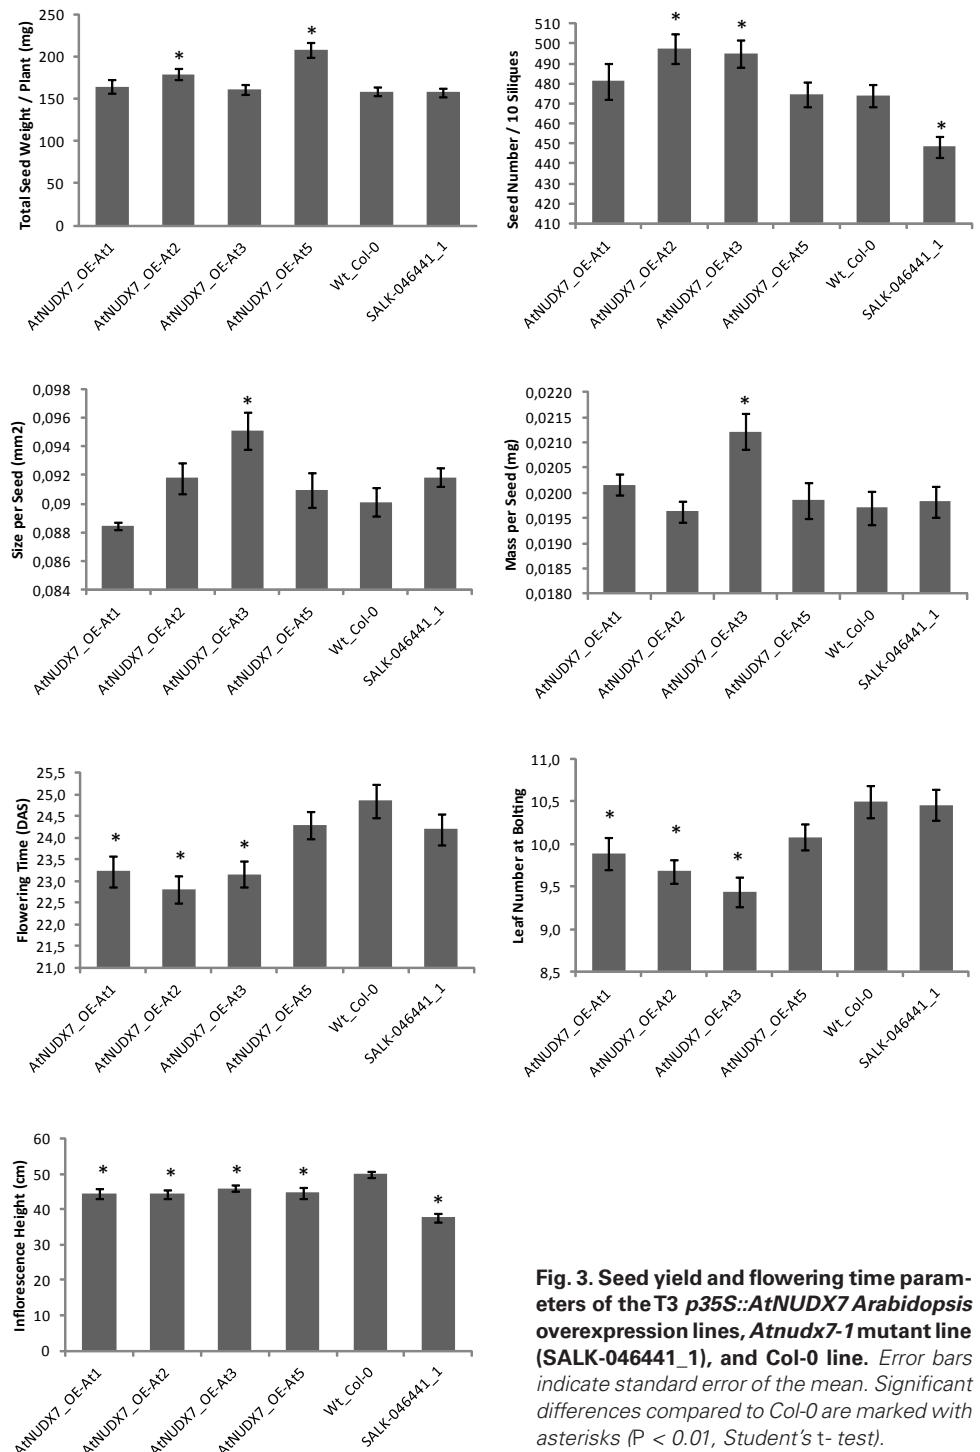 Total Seed Weight / Plant (mg)
250
200
150
100
50
0
*
*
AtNUDX7_OE-At1
AtNUDX7_OE-At2
AtNUDX7_OE-At3
AtNUDX7_OE-At5
Wt_Col-0
SALK-046441_1
Seed Number / 10 Siliques
510
500
490
480
470
460
450
440
430
420
410
*
*
*
AtNUDX7_OE-At1
AtNUDX7_OE-At2
AtNUDX7_OE-At3
AtNUDX7_OE-At5
Wt_Col-0
SALK-046441_1
Size per Seed (mm2)
0,098
0,096
0,094
0,092
0,09
0,088
0,086
0,084
*
AtNUDX7_OE-At1
AtNUDX7_OE-At2
AtNUDX7_OE-At3
AtNUDX7_OE-At5
Wt_Col-0
SALK-046441_1
Mass per Seed (mg)
0,0220
0,0215
0,0210
0,0205
0,0200
0,0195
0,0190
0,0185
0,0180
*
AtNUDX7_OE-At1
AtNUDX7_OE-At2
AtNUDX7_OE-At3
AtNUDX7_OE-At5
Wt_Col-0
SALK-046441_1
Flowering Time (DAS)
25,5
25,0
24,5
24,0
23,5
23,0
22,5
22,0
21,5
21,0
*
*
*
AtNUDX7_OE-At1
AtNUDX7_OE-At2
AtNUDX7_OE-At3
AtNUDX7_OE-At5
Wt_Col-0
SALK-046441_1
Leaf Number at Bolting
11,0
10,5
10,0
9,5
9,0
8,5
*
*
*
AtNUDX7_OE-At1
AtNUDX7_OE-At2
AtNUDX7_OE-At3
AtNUDX7_OE-At5
Wt_Col-0
SALK-046441_1
Inflorescence Height (cm)
60
50
40
30
20
10
0
*
*
*
*
*
AtNUDX7_OE-At1
AtNUDX7_OE-At2
AtNUDX7_OE-At3
AtNUDX7_OE-At5
Wt_Col-0
SALK-046441_1
Fig. 3. Seed yield and flowering time param-
eters of the T3 p35S::AtNUDX7 Arabidopsis
overexpression lines, Atnudx7-1 mutant line
(SALK-046441_1), and Col-0 line. Error bars
indicate standard error of the mean. Significant
differences compared to Col-0 are marked with
asterisks (P < 0.01, Student's t- test).